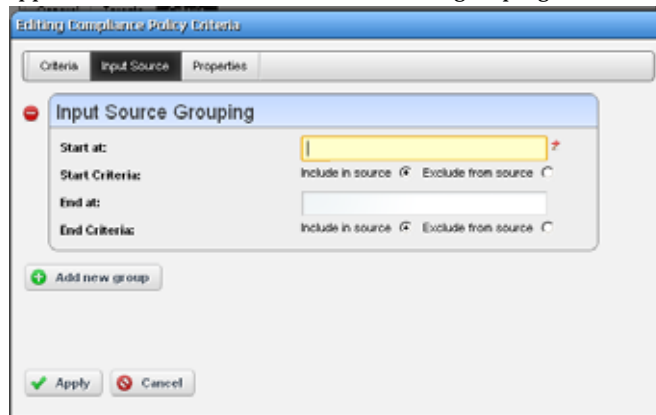 Editing Compliance Policy Criteria
Criteria Input Source Properties
Input Source Grouping
Start at: *
Start Criteria: Include in source Exclude from source
End at:
End Criteria: Include in source Exclude from source
Add new group
Apply Cancel